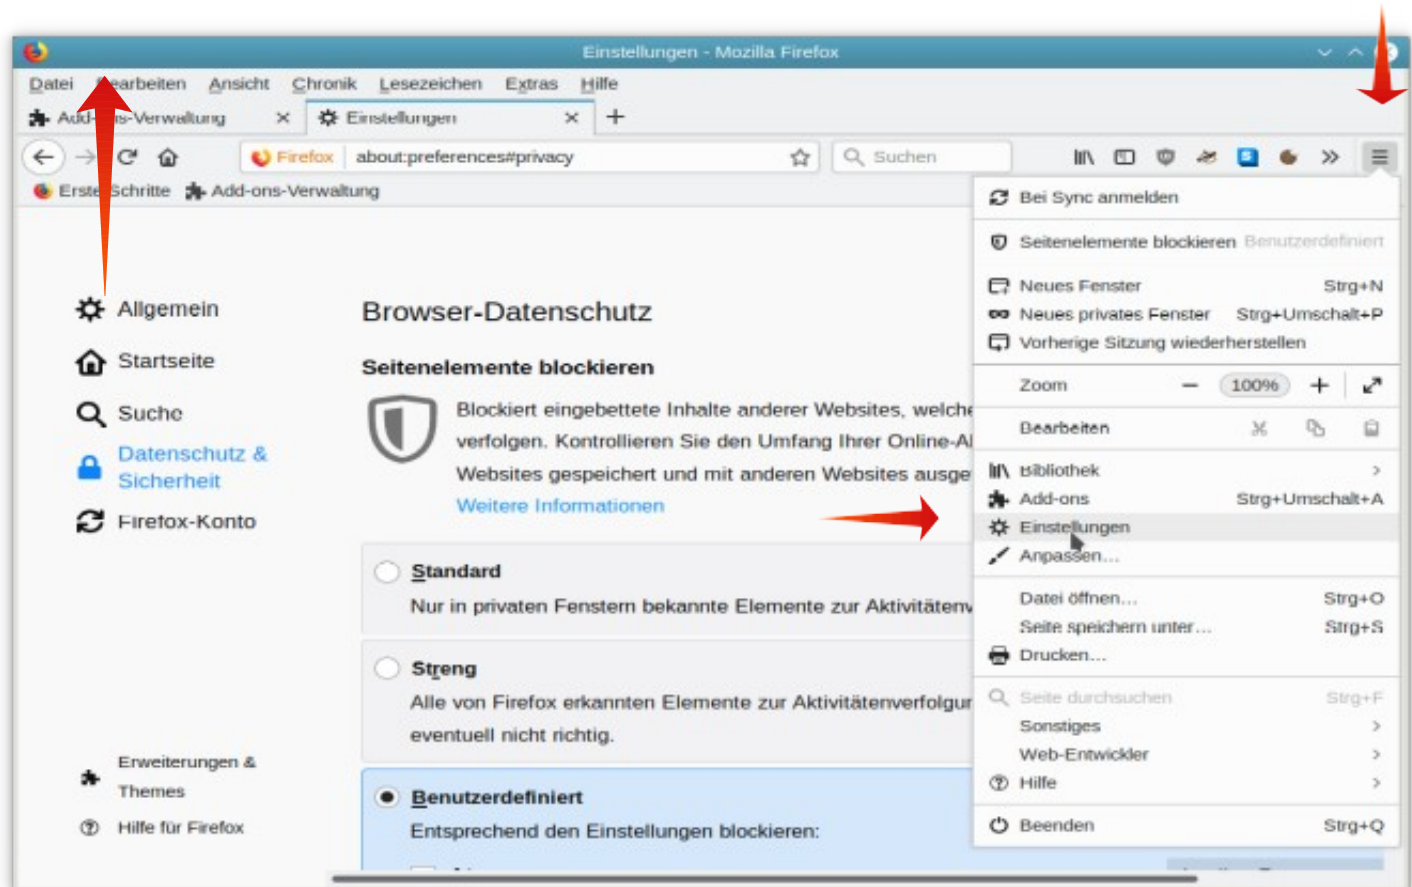 Einstellungen - Mozilla Firefox
Datei Bearbeiten Ansicht Chronik Lesezeichen Extras Hilfe
Add-ons-Verwaltung Einstellungen
Firefox about:preferences#privacy Suchen
Erste Schritte Add-ons-Verwaltung
Allgemein
Startseite
Suche
Datenschutz &
Sicherheit
Firefox-Konto
Erweiterungen &
Themes
Hilfe für Firefox
Browser-Datenschutz
Seitenelemente blockieren
Blockiert eingebettete Inhalte anderer Websites, welche
verfolgen. Kontrollieren Sie den Umfang Ihrer Online-A
Websites gespeichert und mit anderen Websites ausge
Weitere Informationen
Standard
Nur in privaten Fenstern bekannte Elemente zur Aktivitätenv
Streng
Alle von Firefox erkannten Elemente zur Aktivitätenverfolgur
eventuell nicht richtig.
Benutzerdefiniert
Entsprechend den Einstellungen blockieren:
Bei Sync anmelden
Seitenelemente blockieren Benutzerdefiniert
Neues Fenster Strg+N
Neues privates Fenster Strg+Umschalt+P
Vorherige Sitzung wiederherstellen
Zoom − 100% +
Bearbeiten
Bibliothek
Add-ons Strg+Umschalt+A
Einstellungen
Anpassen...
Datei öffnen... Strg+O
Seite speichern unter... Strg+S
Drucken...
Seite durchsuchen Strg+F
Sonstiges
Web-Entwickler
Hilfe
Beenden Strg+Q